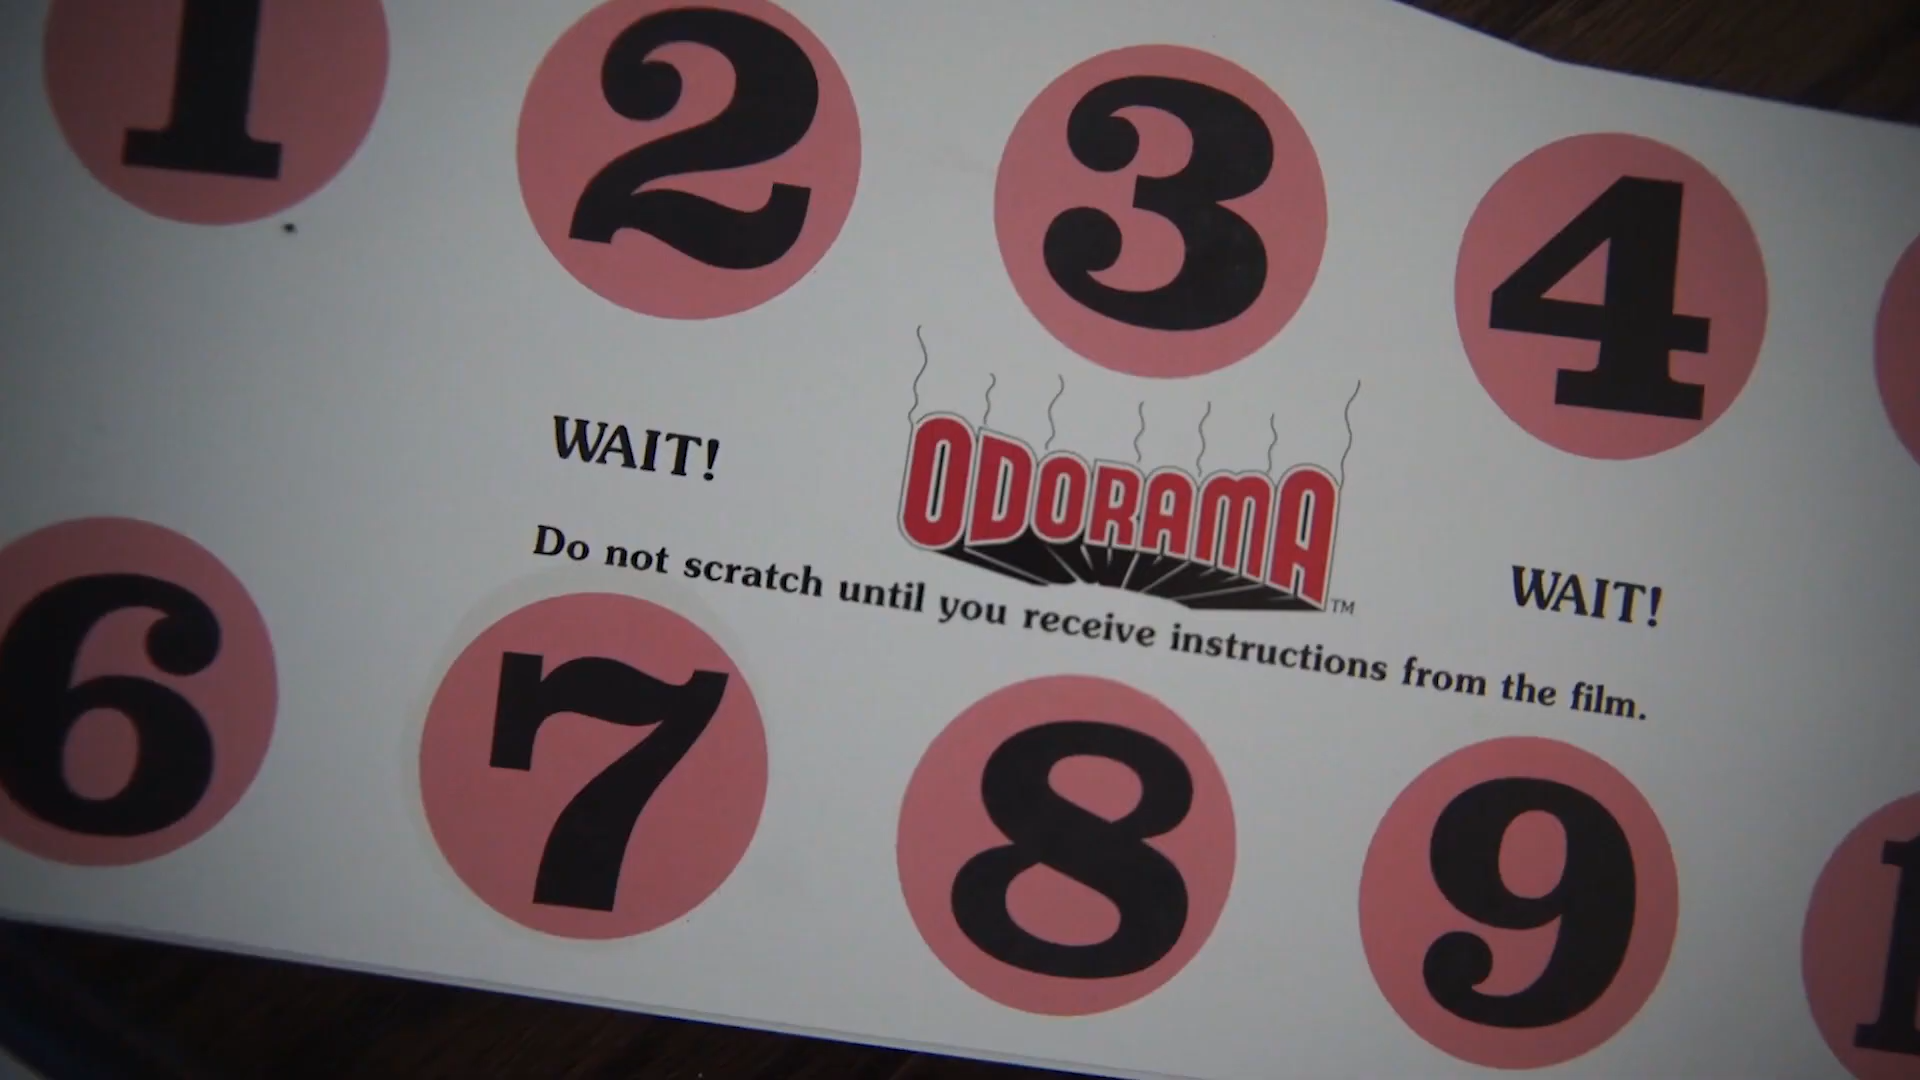 1 2 3 4
WAIT!
ODORAMA™
WAIT!
Do not scratch until you receive instructions from the film.
6 7 8 9